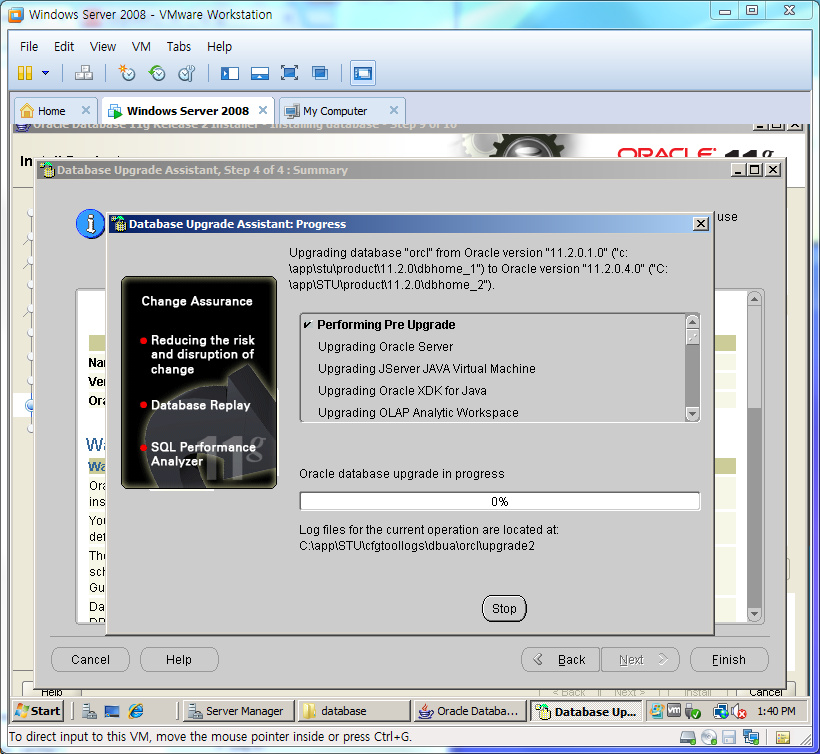 Windows Server 2008 - VMware Workstation
File Edit View VM Tabs Help
Home Windows Server 2008 My Computer
Oracle Database 11g Release 2 Installer - Installing database - Step 9 of 10
ORACLE 11g
Database Upgrade Assistant, Step 4 of 4 : Summary
use
Database Upgrade Assistant: Progress
Upgrading database "orcl" from Oracle version "11.2.0.1.0" ("c:
\app\stu\product\11.2.0\dbhome_1") to Oracle version "11.2.0.4.0" ("C:
\app\STU\product\11.2.0\dbhome_2").
Change Assurance
Reducing the risk
and disruption of
change
Database Replay
SQL Performance
Analyzer
11g
Performing Pre Upgrade
Upgrading Oracle Server
Upgrading JServer JAVA Virtual Machine
Upgrading Oracle XDK for Java
Upgrading OLAP Analytic Workspace
Oracle database upgrade in progress
0%
Log files for the current operation are located at:
C:\app\STU\cfgtoollogs\dbua\orcl\upgrade2
Stop
Cancel Help Back Next Finish
Help < Back Next > Install Cancel
Start Server Manager database Oracle Databa... Database Up... 1:40 PM
To direct input to this VM, move the mouse pointer inside or press Ctrl+G.